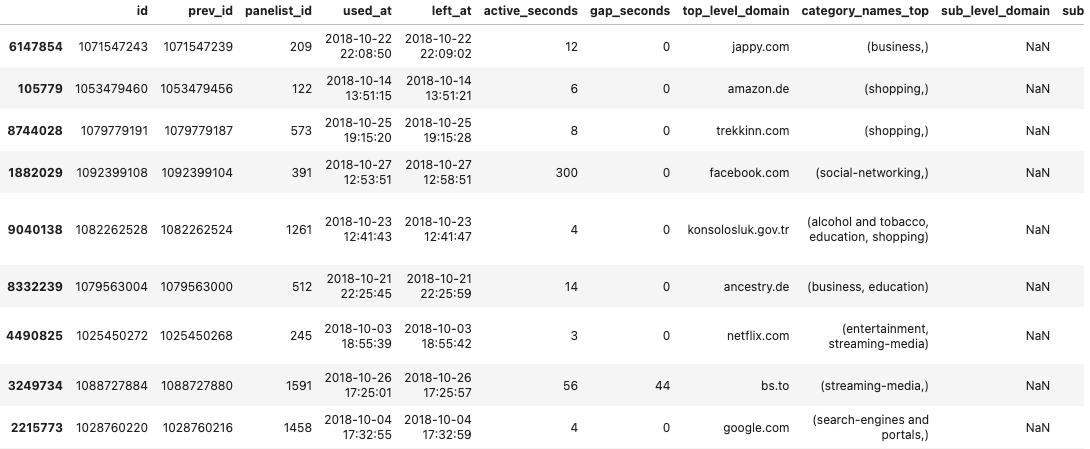 id prev_id panelist_id used_at left_at active_seconds gap_seconds top_level_domain category_names_top sub_level_domain sub
6147854 1071547243 1071547239 209 2018-10-22 2018-10-22 12 0 jappy.com (business,) NaN
22:08:50 22:09:02
105779 1053479460 1053479456 122 2018-10-14 2018-10-14 6 0 amazon.de (shopping,) NaN
13:51:15 13:51:21
8744028 1079779191 1079779187 573 2018-10-25 2018-10-25 8 0 trekkinn.com (shopping,) NaN
19:15:20 19:15:28
1882029 1092399108 1092399104 391 2018-10-27 2018-10-27 300 0 facebook.com (social-networking,) NaN
12:53:51 12:58:51
9040138 1082262528 1082262524 1261 2018-10-23 2018-10-23 4 0 konsolosluk.gov.tr (alcohol and tobacco, NaN
12:41:43 12:41:47 education, shopping)
8332239 1079563004 1079563000 512 2018-10-21 2018-10-21 14 0 ancestry.de (business, education) NaN
22:25:45 22:25:59
4490825 1025450272 1025450268 245 2018-10-03 2018-10-03 3 0 netflix.com (entertainment, NaN
18:55:39 18:55:42 streaming-media)
3249734 1088727884 1088727880 1591 2018-10-26 2018-10-26 56 44 bs.to (streaming-media,) NaN
17:25:01 17:25:57
2215773 1028760220 1028760216 1458 2018-10-04 2018-10-04 4 0 google.com (search-engines and NaN
17:32:55 17:32:59 portals,)